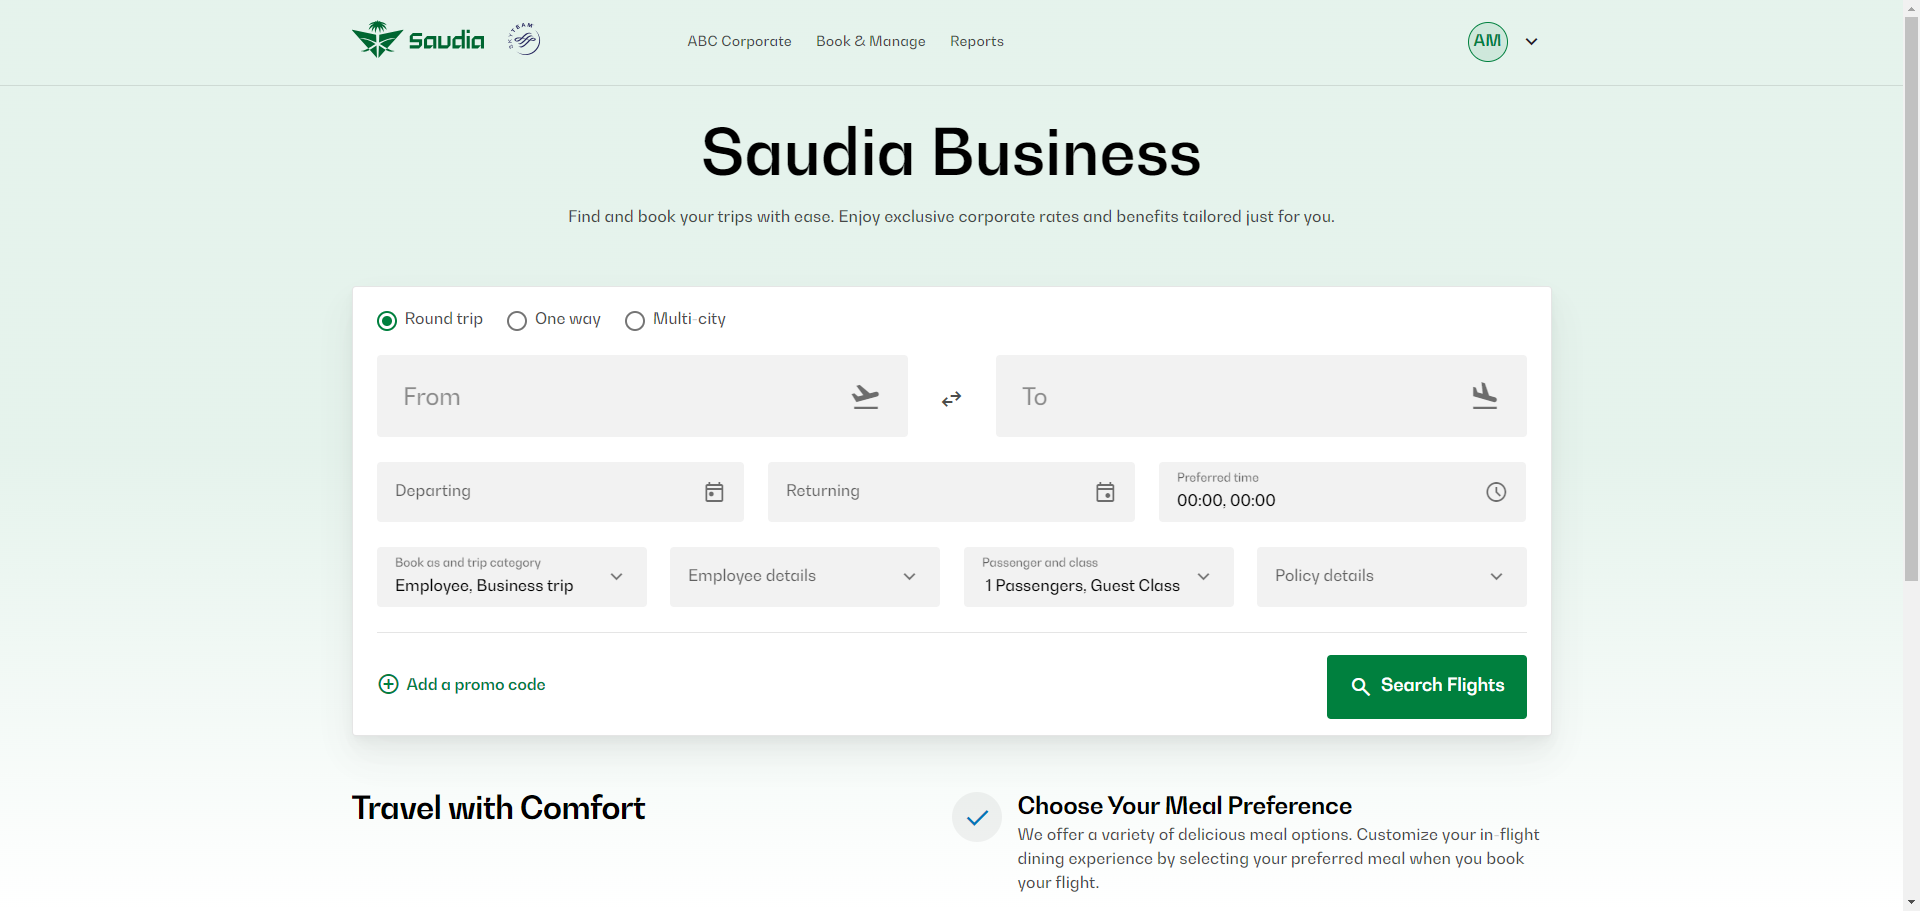 Saudia
SKYTEAM
ABC Corporate
Book & Manage
Reports
AM
Saudia Business
Find and book your trips with ease. Enjoy exclusive corporate rates and benefits tailored just for you.
Round trip
One way
Multi-city
From
To
Departing
Returning
Preferred time
00:00, 00:00
Book as and trip category
Employee, Business trip
Employee details
Passenger and class
1 Passengers, Guest Class
Policy details
Add a promo code
Search Flights
Travel with Comfort
Choose Your Meal Preference
We offer a variety of delicious meal options. Customize your in-flight
dining experience by selecting your preferred meal when you book
your flight.